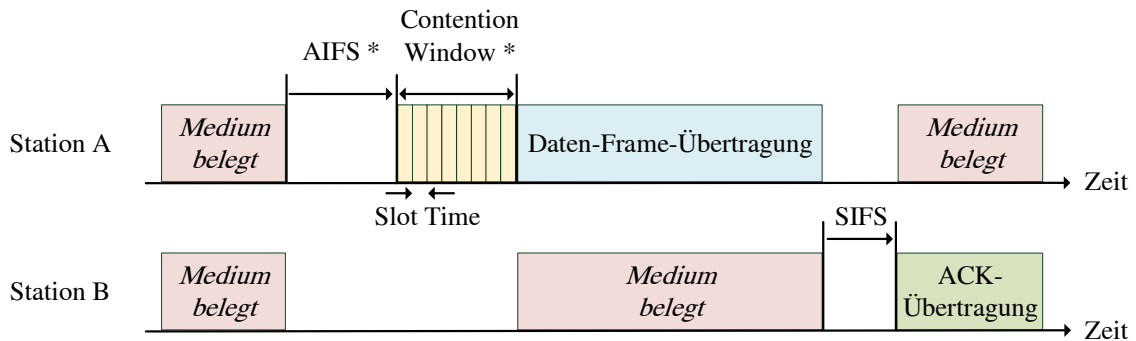 Contention
AIFS *
Window *
Station A
Medium
belegt
Daten-Frame-Übertragung
Medium
belegt
Zeit
Slot Time
SIFS
Station B
Medium
belegt
Medium
belegt
ACK-
Übertragung
Zeit